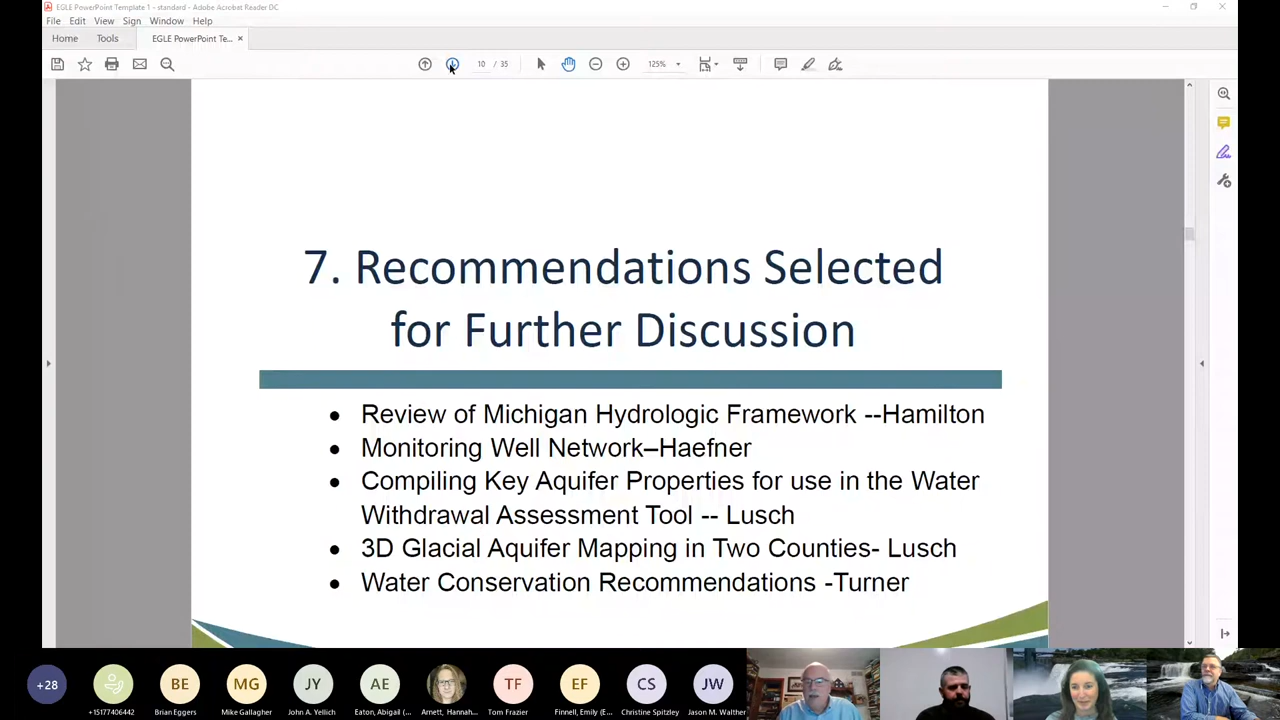 EGLE PowerPoint Template 1 - standard - Adobe Acrobat Reader DC
File Edit View Sign Window Help
Home Tools EGLE PowerPoint Te... ×
10 / 35 125%
7. Recommendations Selected
for Further Discussion
• Review of Michigan Hydrologic Framework --Hamilton
• Monitoring Well Network–Haefner
• Compiling Key Aquifer Properties for use in the Water
Withdrawal Assessment Tool -- Lusch
• 3D Glacial Aquifer Mapping in Two Counties- Lusch
• Water Conservation Recommendations -Turner
+28 BE MG JY AE TF EF CS JW
+15177406442 Brian Eggers Mike Gallagher John A. Yellich Eaton, Abigail (... Arnett, Hannah... Tom Frazier Finnell, Emily (E... Christine Spitzley Jason M. Walther